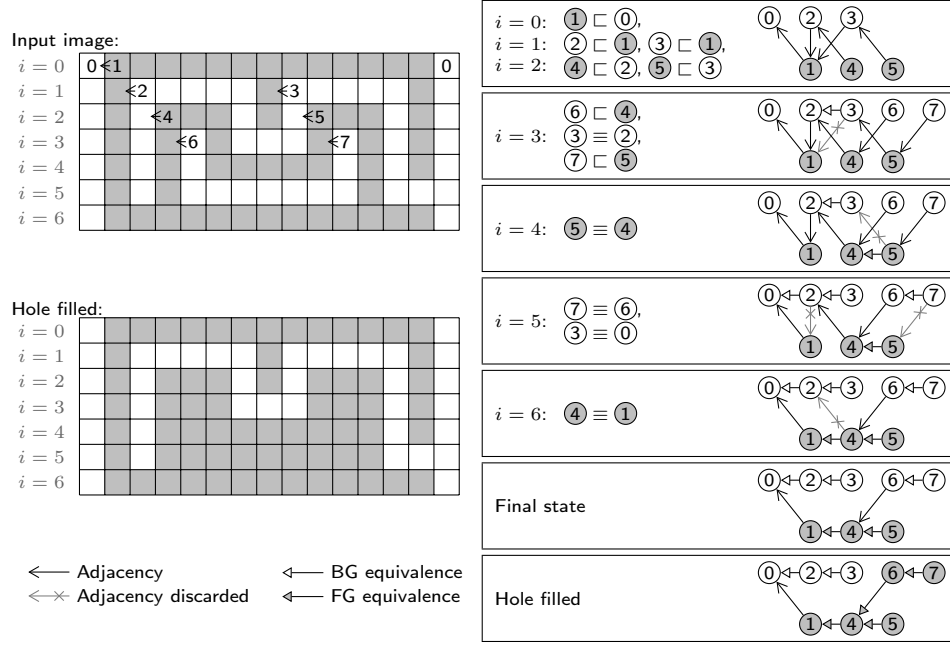 Input image:
i = 0 0 1 0
i = 1 2 3
i = 2 4 5
i = 3 6 7
i = 4
i = 5
i = 6
Hole filled:
i = 0
i = 1
i = 2
i = 3
i = 4
i = 5
i = 6
Adjacency
Adjacency discarded
BG equivalence
FG equivalence
i = 0: 1 ⊏ 0,
i = 1: 2 ⊏ 1, 3 ⊏ 1,
i = 2: 4 ⊏ 2, 5 ⊏ 3
0 2 3
1 4 5
6 ⊏ 4,
i = 3: 3 ≡ 2,
7 ⊏ 5
0 2 3 6 7
1 4 5
i = 4: 5 ≡ 4
0 2 3 6 7
1 4 5
i = 5: 7 ≡ 6,
3 ≡ 0
0 2 3 6 7
1 4 5
i = 6: 4 ≡ 1
0 2 3 6 7
1 4 5
Final state
0 2 3 6 7
1 4 5
Hole filled
0 2 3 6 7
1 4 5